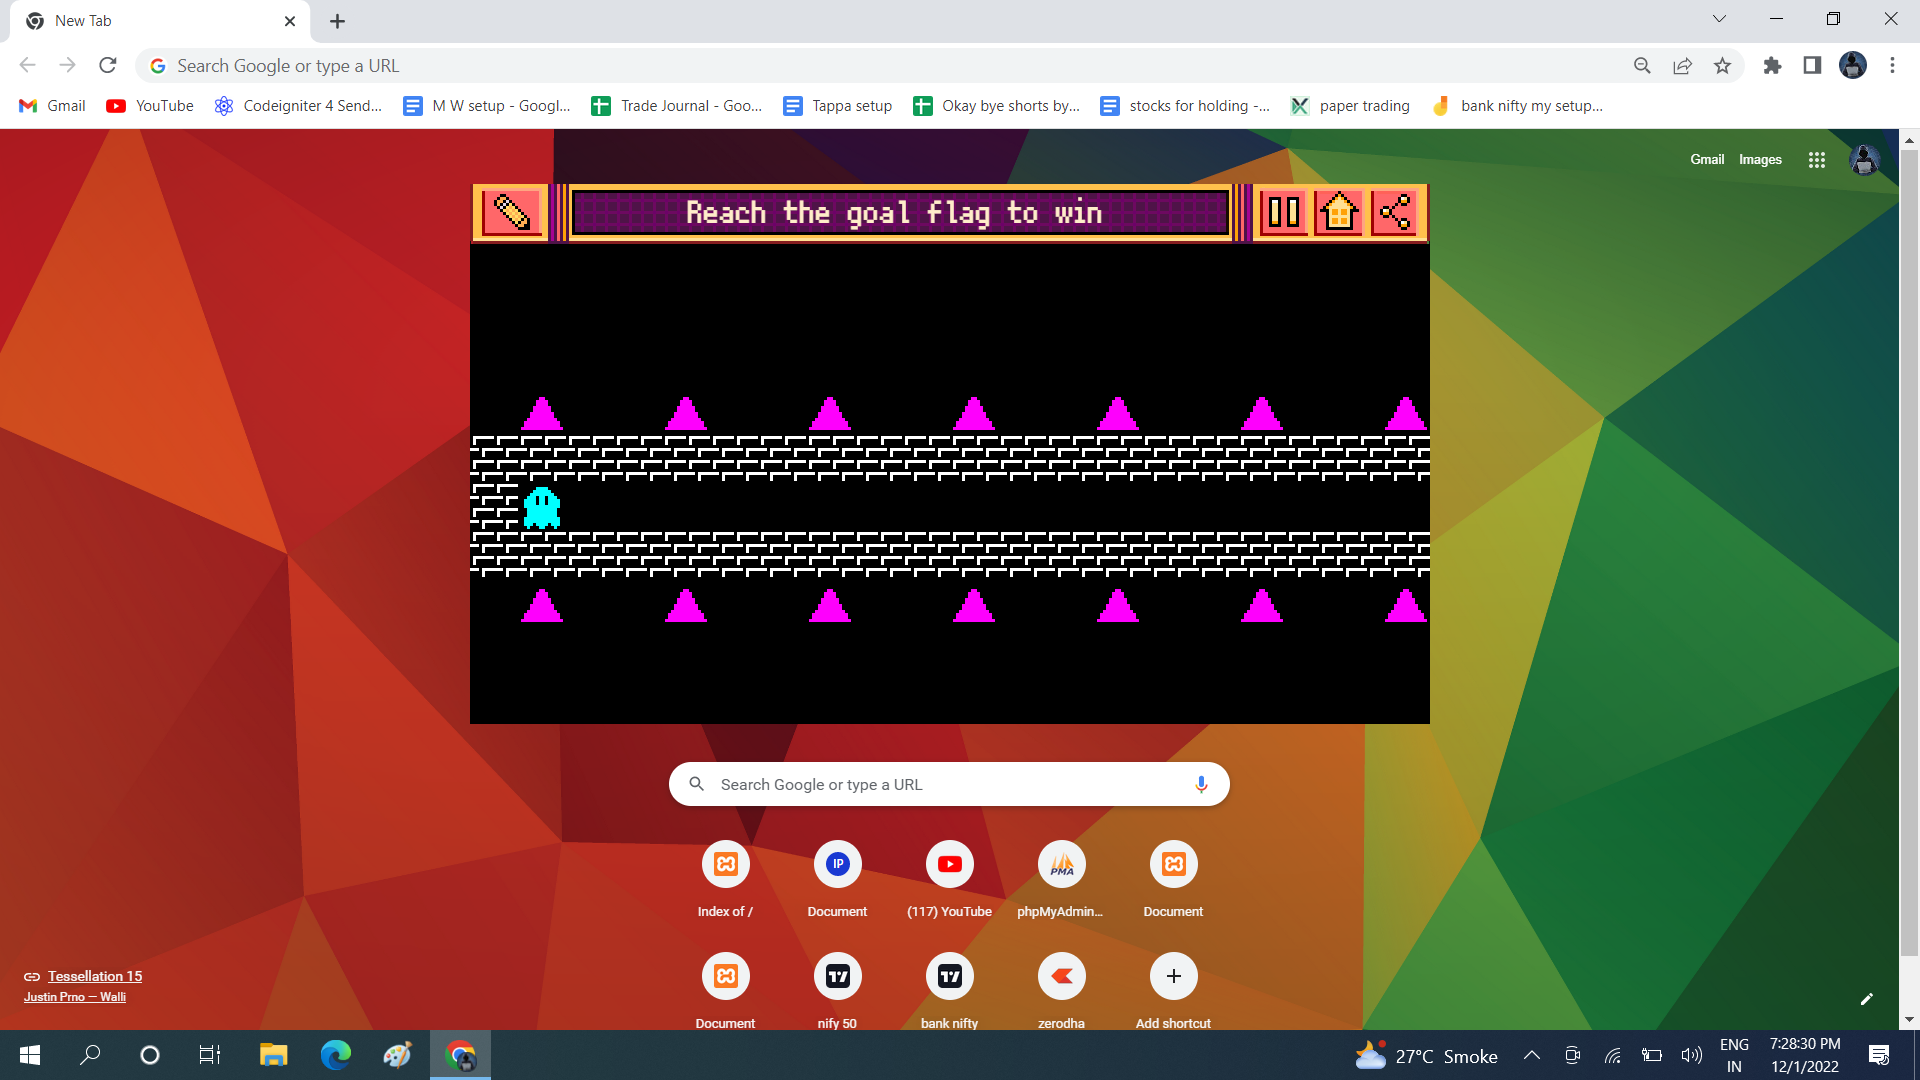 New Tab
Search Google or type a URL
Gmail YouTube Codeigniter 4 Send... M W setup - Googl... Trade Journal - Goo... Tappa setup Okay bye shorts by... stocks for holding -... paper trading bank nifty my setup...
Gmail Images
Reach the goal flag to win
Search Google or type a URL
Index of / Document (117) YouTube phpMyAdmin... Document
IP
PMA
Document nify 50 bank nifty zerodha Add shortcut
Tessellation 15
Justin Prno — Walli
27°C Smoke
ENG
IN
7:28:30 PM
12/1/2022